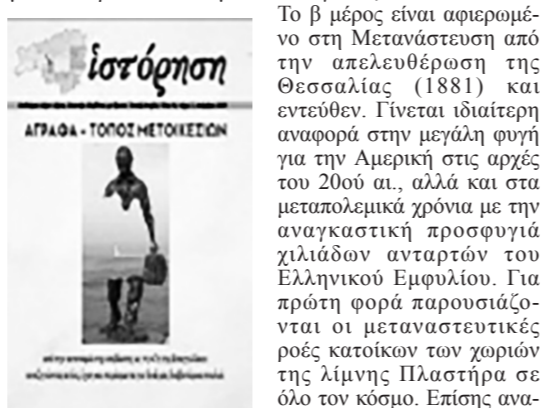 ἱστόρηση
ΑΓΡΑΦΑ - ΤΟΠΟΣ ΜΕΤΟΙΚΕΣΙΩΝ
Το β μέρος είναι αφιερωμέ-
νο στη Μετανάστευση από
την απελευθέρωση της
Θεσσαλίας (1881) και
εντεύθεν. Γίνεται ιδιαίτερη
αναφορά στην μεγάλη φυγή
για την Αμερική στις αρχές
του 20ού αι., αλλά και στα
μεταπολεμικά χρόνια με την
αναγκαστική προσφυγιά
χιλιάδων ανταρτών του
Ελληνικού Εμφυλίου. Για
πρώτη φορά παρουσιάζο-
νται οι μεταναστευτικές
ροές κατοίκων των χωριών
της λίμνης Πλαστήρα σε
όλο τον κόσμο. Επίσης ανα-